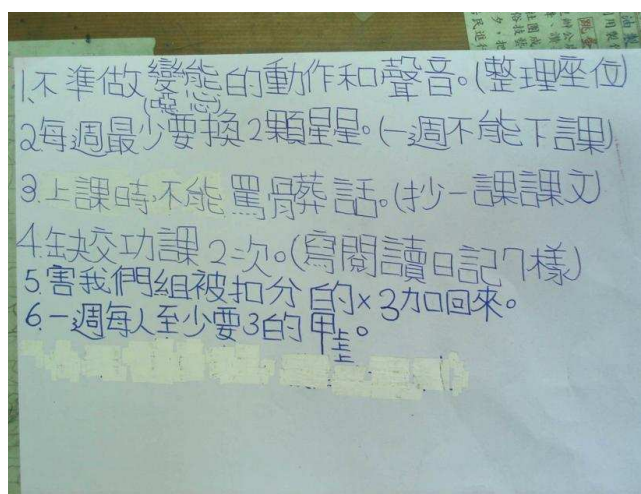 1.不準做變態的動作和聲音。(整理座位)
(噁心)
2每週最少要換2顆星星。(一週不能下課)
3.上課時不能罵髒話。(抄一課課文)
4.缺交功課2=次。(寫閱讀日記7樣)
5.害我們組被扣分的×3加回來。
6.一週每人至少要3的甲